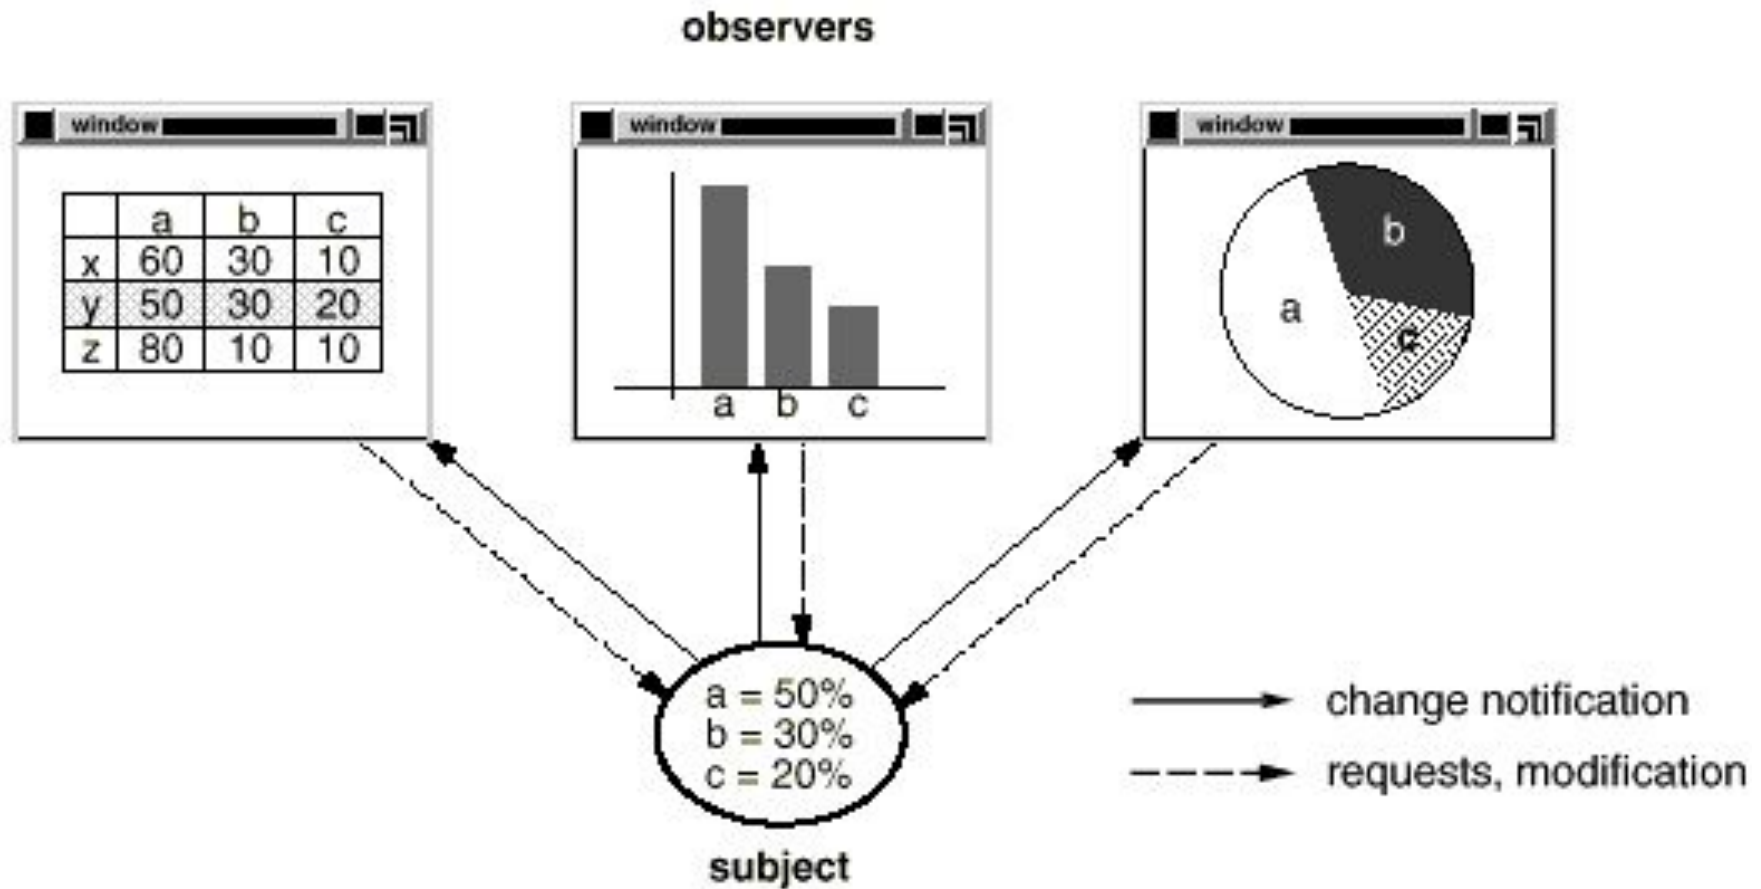 observers
window
a b c
x 60 30 10
y 50 30 20
z 80 10 10
window
a b c
window
b
a
c
a = 50%
b = 30%
c = 20%
subject
change notification
requests, modification